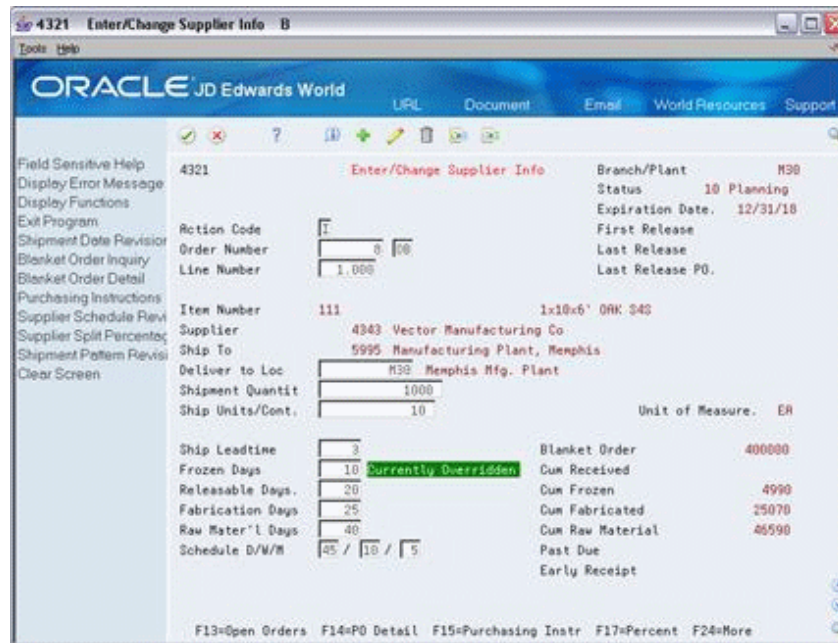 4321 Enter/Change Supplier Info B
Tools Help
ORACLE JD Edwards World
URL Document Email World Resources Support
Field Sensitive Help
Display Error Message
Display Functions
Exit Program
Shipment Date Revision
Blanket Order Inquiry
Blanket Order Detail
Purchasing Instructions
Supplier Schedule Revi
Supplier Split Percentag
Shipment Pattern Revisi
Clear Screen
4321 Enter/Change Supplier Info Branch/Plant M30
Status 10 Planning
Expiration Date. 12/31/18
Action Code I First Release
Order Number 8 OB Last Release
Line Number 1.000 Last Release PO.
Item Number 111 1x10x6' OAK S4S
Supplier 4343 Vector Manufacturing Co
Ship To 5995 Manufacturing Plant, Memphis
Deliver to Loc M30 Memphis Mfg. Plant
Shipment Quantit 1000
Ship Units/Cont. 10 Unit of Measure. EA
Ship Leadtime 3 Blanket Order 400000
Frozen Days 10 Currently Overridden Cum Received
Releasable Days. 20 Cum Frozen 4990
Fabrication Days 25 Cum Fabricated 25070
Raw Mater'l Days 40 Cum Raw Material 46590
Schedule D/W/M 45 / 10 / 5 Past Due
Early Receipt
F13=Open Orders F14=PO Detail F15=Purchasing Instr F17=Percent F24=More